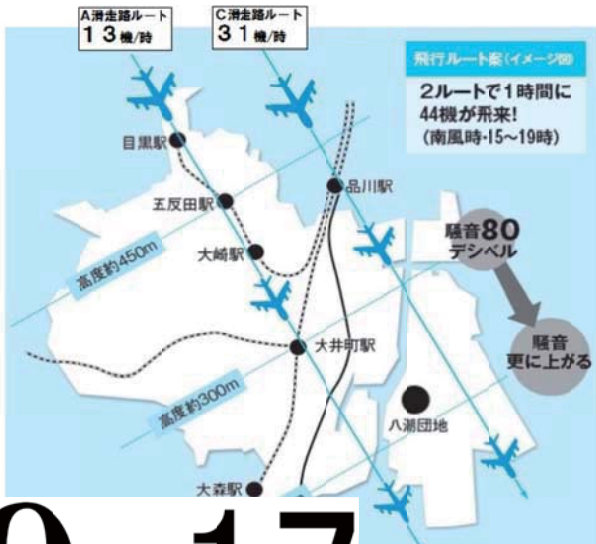 A滑走路ルート
13機/時
C滑走路ルート
31機/時
飛行ルート案(イメージ図)
2ルートで1時間に
44機が飛来!
(南風時・15～19時)
目黒駅
品川駅
五反田駅
騒音80
デシベル
大崎駅
高度約450m
大井町駅
騒音
更に上がる
高度約300m
八潮団地
大森駅
17